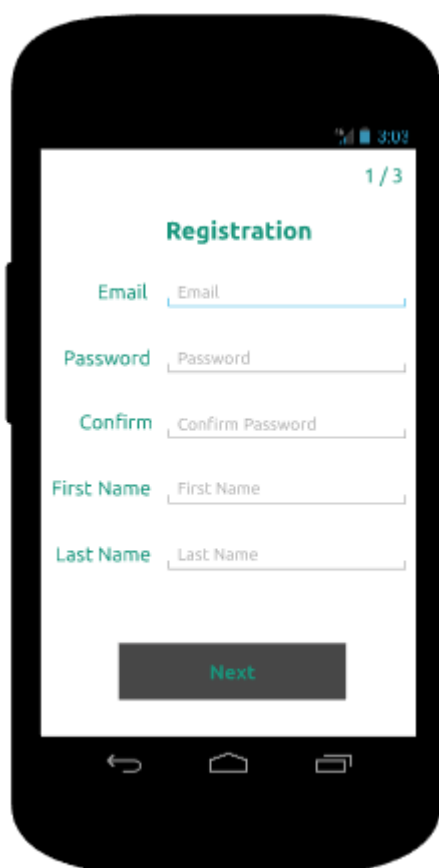 3:03
1 / 3
Registration
Email Email
Password Password
Confirm Confirm Password
First Name First Name
Last Name Last Name
Next